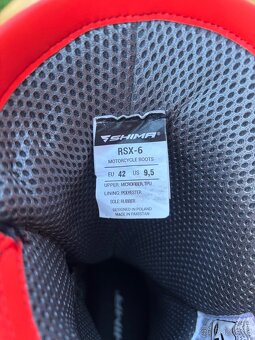 SHIMA
RSX-6
MOTORCYCLE BOOTS
EU 42 US 9,5
UPPER: MICROFIBER, TPU
LINING: POLYESTER
SOLE: RUBBER
DESIGNED IN POLAND
MADE IN PAKISTAN